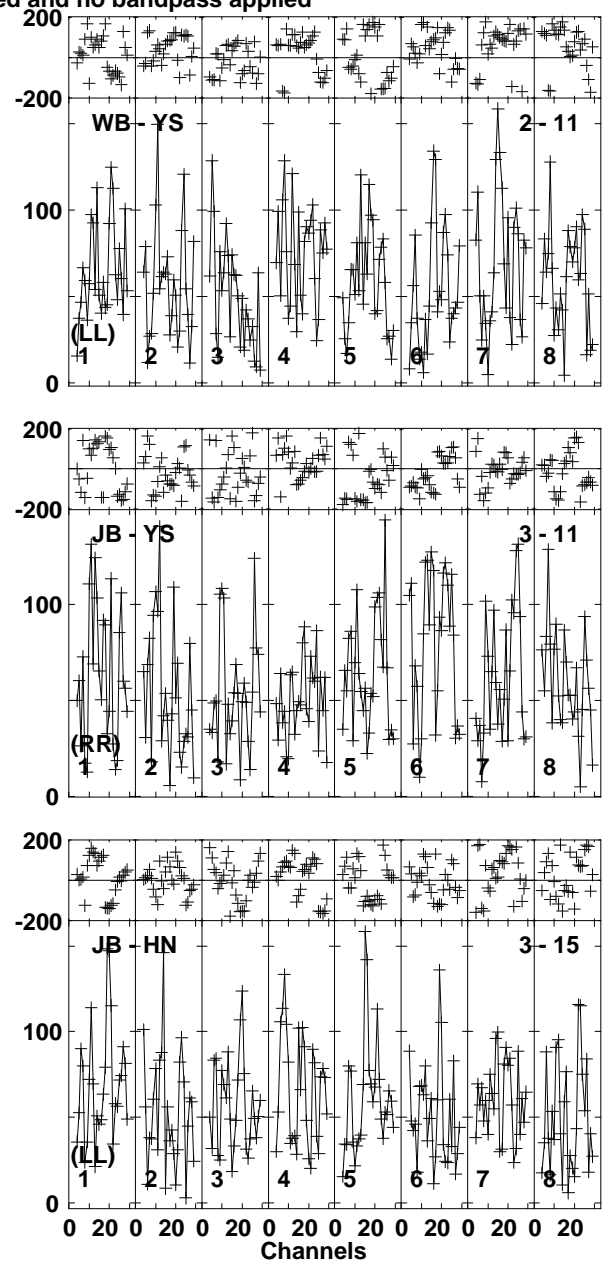 ed and no bandpass applied
200
-200
WB - YS 2 - 11
100
(LL)
1 2 3 4 5 6 7 8
0
200
-200
JB - YS 3 - 11
100
(RR)
1 2 3 4 5 6 7 8
0
200
-200
JB - HN 3 - 15
100
(LL)
1 2 3 4 5 6 7 8
0
0 20 0 20 0 20 0 20 0 20 0 20 0 20 0 20
Channels